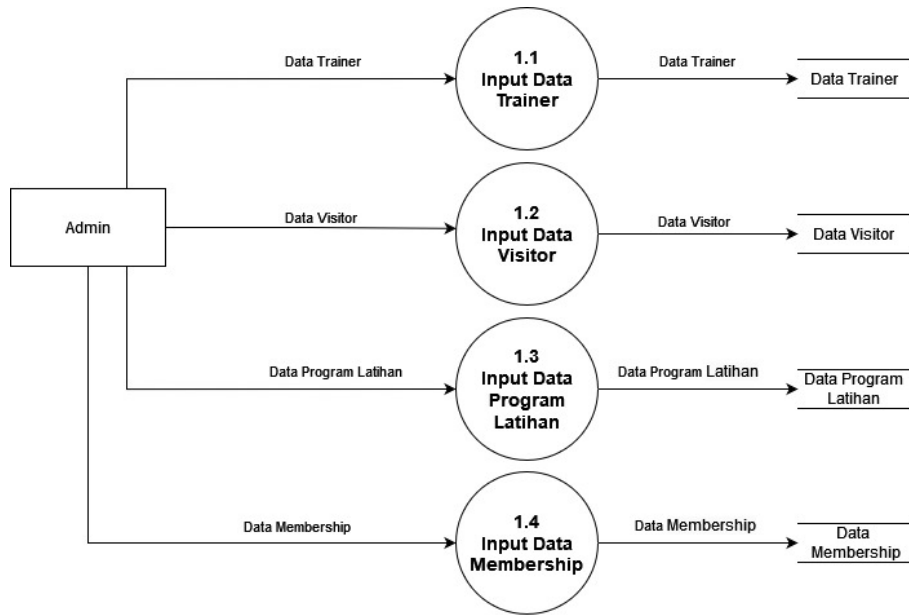 Data Trainer
1.1
Input Data
Trainer
Data Trainer
Data Trainer
Admin
Data Visitor
1.2
Input Data
Visitor
Data Visitor
Data Visitor
Data Program Latihan
1.3
Input Data
Program
Latihan
Data Program Latihan
Data Program
Latihan
Data Membership
1.4
Input Data
Membership
Data Membership
Data
Membership